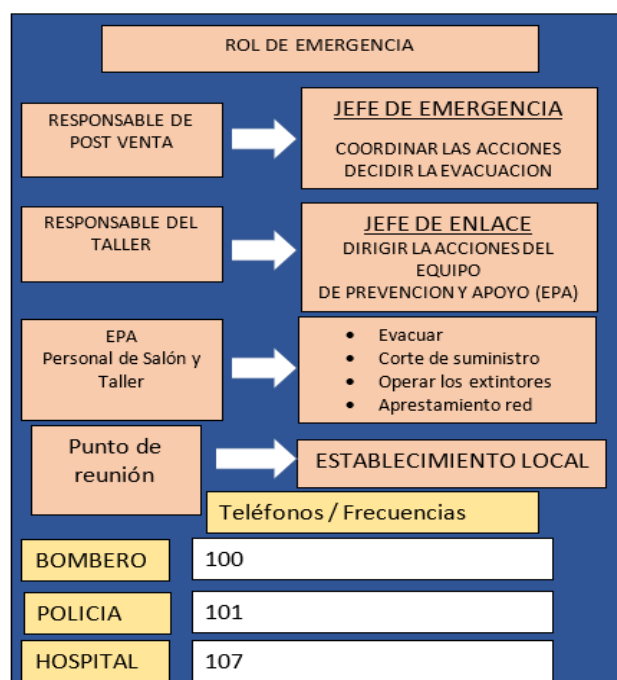 ROL DE EMERGENCIA
RESPONSABLE DE
POST VENTA
JEFE DE EMERGENCIA
COORDINAR LAS ACCIONES
DECIDIR LA EVACUACION
RESPONSABLE DEL
TALLER
JEFE DE ENLACE
DIRIGIR LA ACCIONES DEL
EQUIPO
DE PREVENCION Y APOYO (EPA)
EPA
Personal de Salón y
Taller
• Evacuar
• Corte de suministro
• Operar los extintores
• Aprestamiento red
Punto de
reunión
ESTABLECIMIENTO LOCAL
Teléfonos / Frecuencias
BOMBERO
100
POLICIA
101
HOSPITAL
107